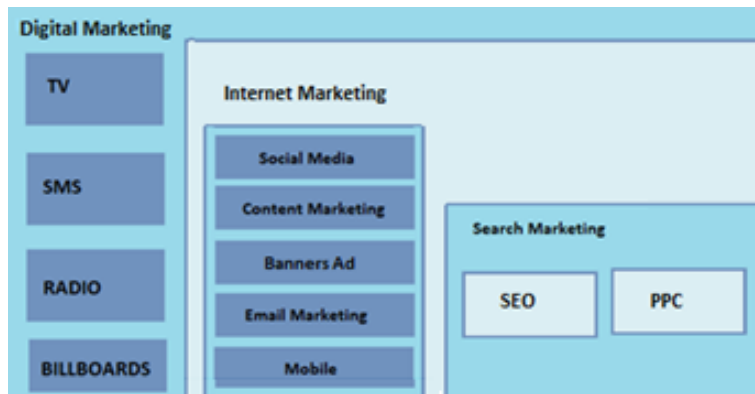 Digital Marketing
TV
SMS
RADIO
BILLBOARDS
Internet Marketing
Social Media
Content Marketing
Banners Ad
Email Marketing
Mobile
Search Marketing
SEO
PPC